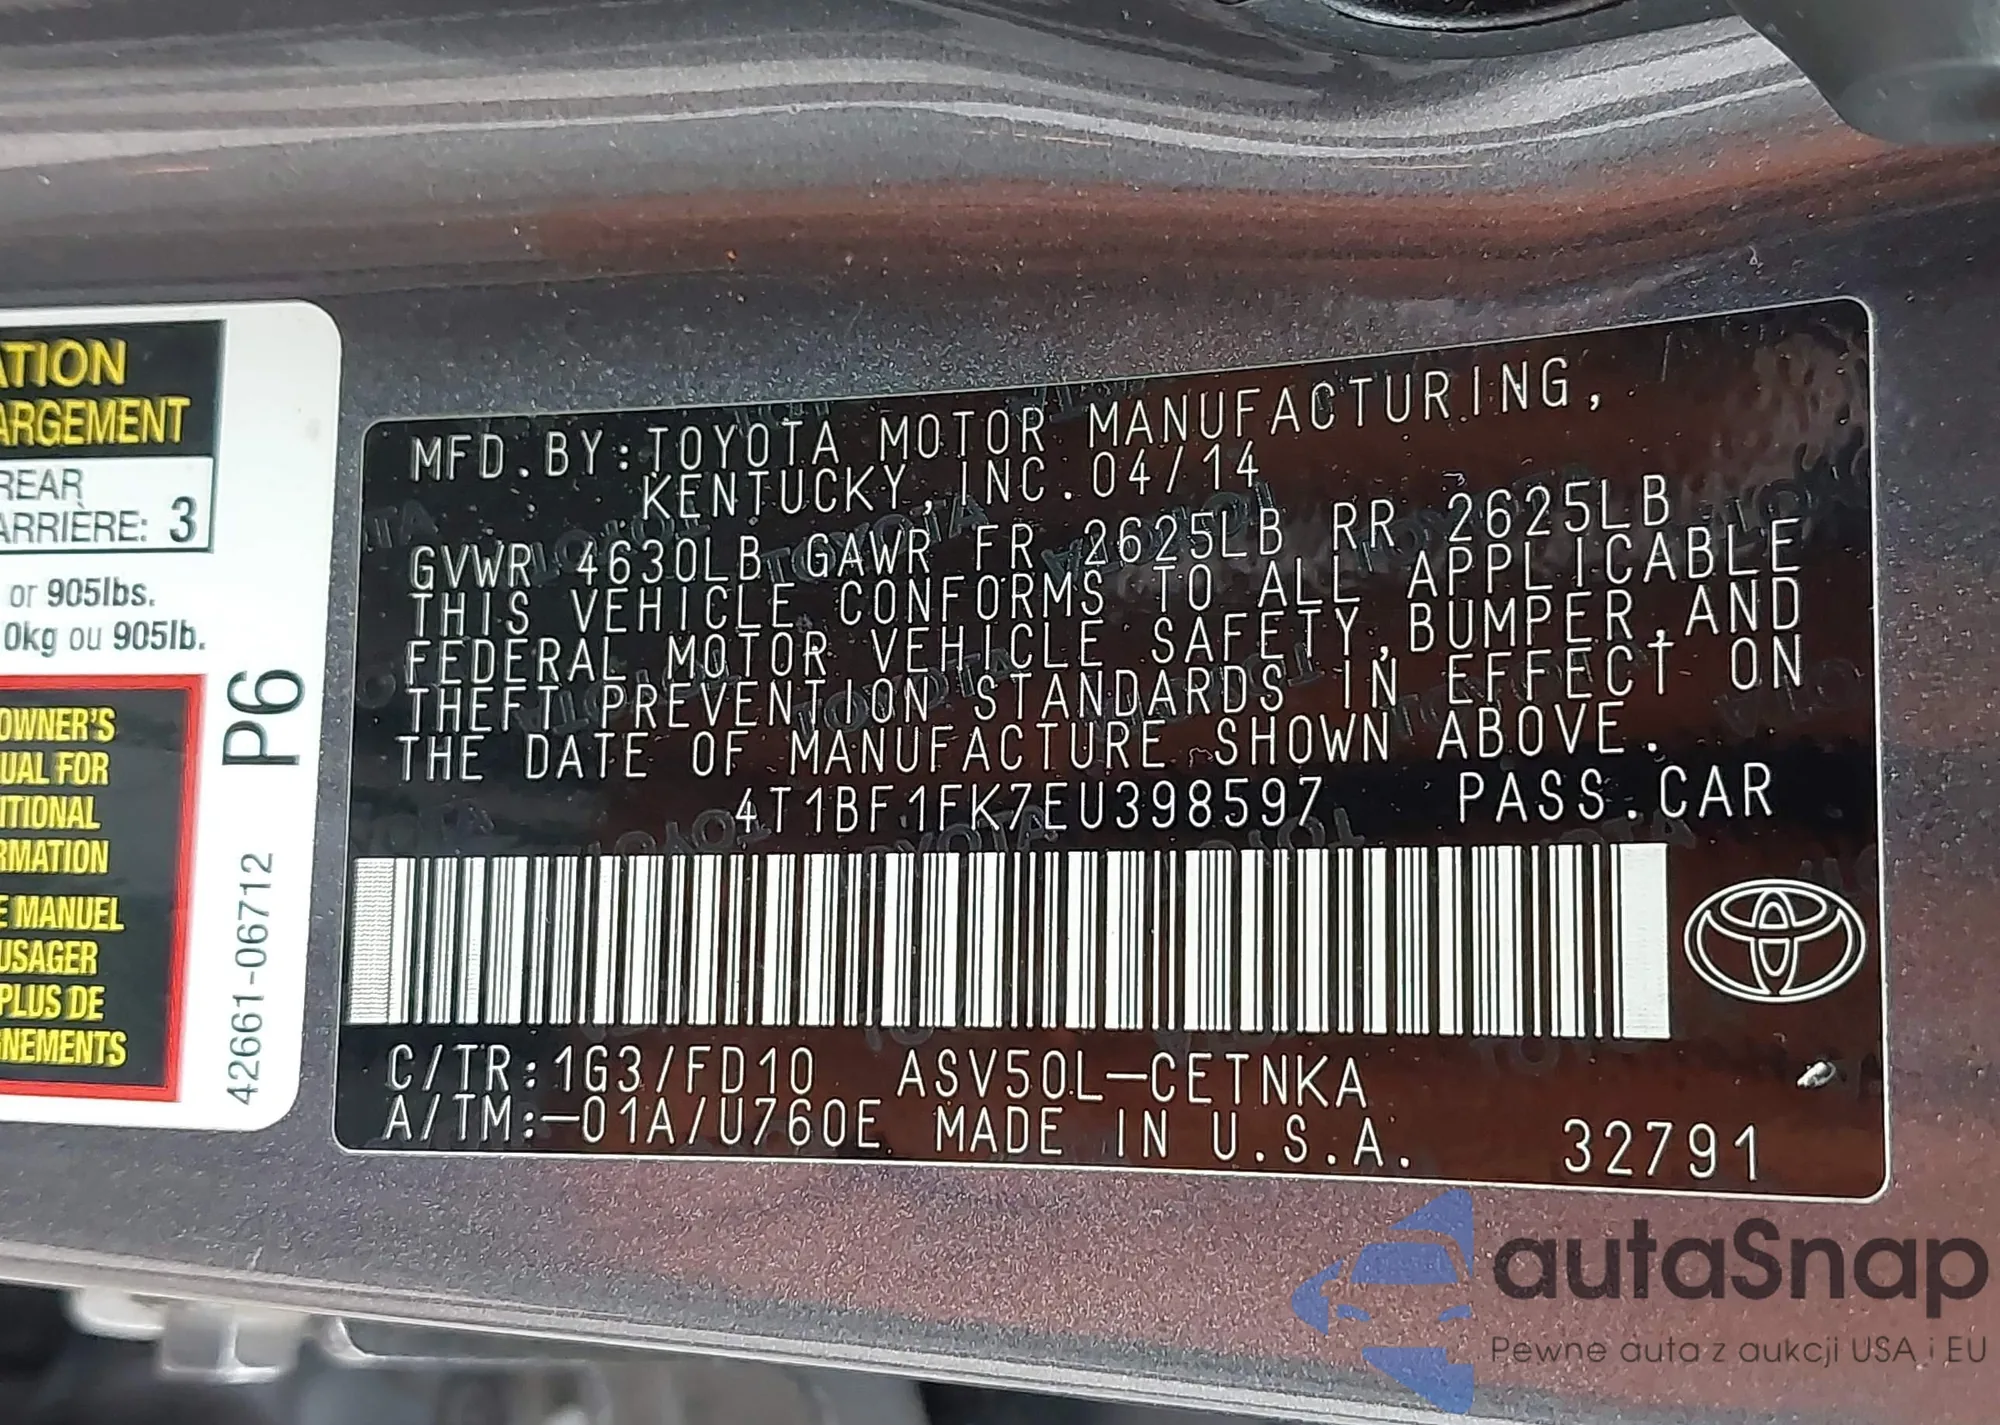 ATION
ARGEMENT
REAR
ARRIÈRE: 3
or 905lbs.
0kg ou 905lb.
OWNER'S
UAL FOR
ITIONAL
RMATION
E MANUEL
USAGER
PLUS DE
GNEMENTS
P6
42661-06712
MFD.BY:TOYOTA MOTOR MANUFACTURING,
KENTUCKY,INC.04/14
GVWR 4630LB GAWR FR 2625LB RR 2625LB
THIS VEHICLE CONFORMS TO ALL APPLICABLE
FEDERAL MOTOR VEHICLE SAFETY,BUMPER,AND
THEFT PREVENTION STANDARDS IN EFFECT ON
THE DATE OF MANUFACTURE SHOWN ABOVE.
4T1BF1FK7EU398597 PASS.CAR
C/TR:1G3/FD10 ASV50L-CETNKA
A/TM:-01A/U760E MADE IN U.S.A. 32791
autaSnap
Pewne auta z aukcji USA i EU